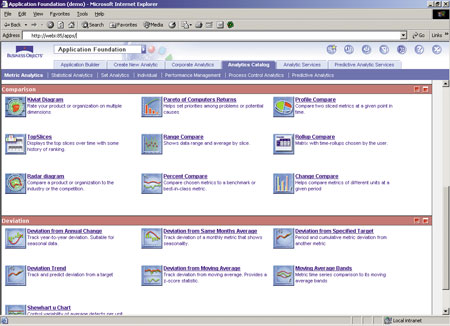 Application Foundation (demo) - Microsoft Internet Explorer
File Edit View Favorites Tools Help
Back Search Favorites Media
Address http://webi:85/apps/ Go Links
BUSINESS OBJECTS Application Foundation
Application Builder Create New Analytic Corporate Analytics Analytics Catalog Analytic Services Predictive Analytic Services
Metric Analytics Statistical Analytics Set Analytics Individual Performance Management Process Control Analytics Predictive Analytics
Comparison
Kiviat Diagram Pareto of Computers Returns Profile Compare
Rate your product or organization on multiple Helps set priorities among problems or potential Compare two sliced metrics at a given point in
dimensions causes. time.
TopSlices Range Compare Rollup Compare
Displays the top slices over time with some Shows data range and average by slice. Matrix with time-rollups chosen by the user.
history of ranking.
Radar diagram Percent Compare Change Compare
Compare a product or organization to the Compare chosen metrics to a benchmark or Helps compare metrics of different units at a
industry or the competition. best-in-class metric. given period
Deviation
Deviation from Annual Change Deviation from Same Months Average Deviation from Specified Target
Track year-to-year deviation. Suitable for Track deviation of a monthly metric that shows Period and cumulative metric deviation from
seasonal data. seasonality. another metric.
Deviation Trend Deviation from Moving Average Moving Average Bands
Track and predict deviation from a target Track deviation from moving average. Provides a Metric time series comparison to its moving
z-score statistic. average bands
Shewhart u Chart
Control variability of average defects per unit
Local intranet